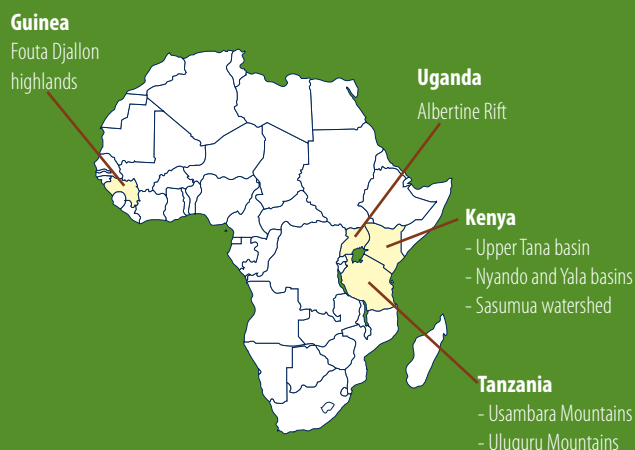 Guinea
Fouta Djallon
highlands
Uganda
Albertine Rift
Kenya
- Upper Tana basin
- Nyando and Yala basins
- Sasumua watershed
Tanzania
- Usambara Mountains
- Uluguru Mountains